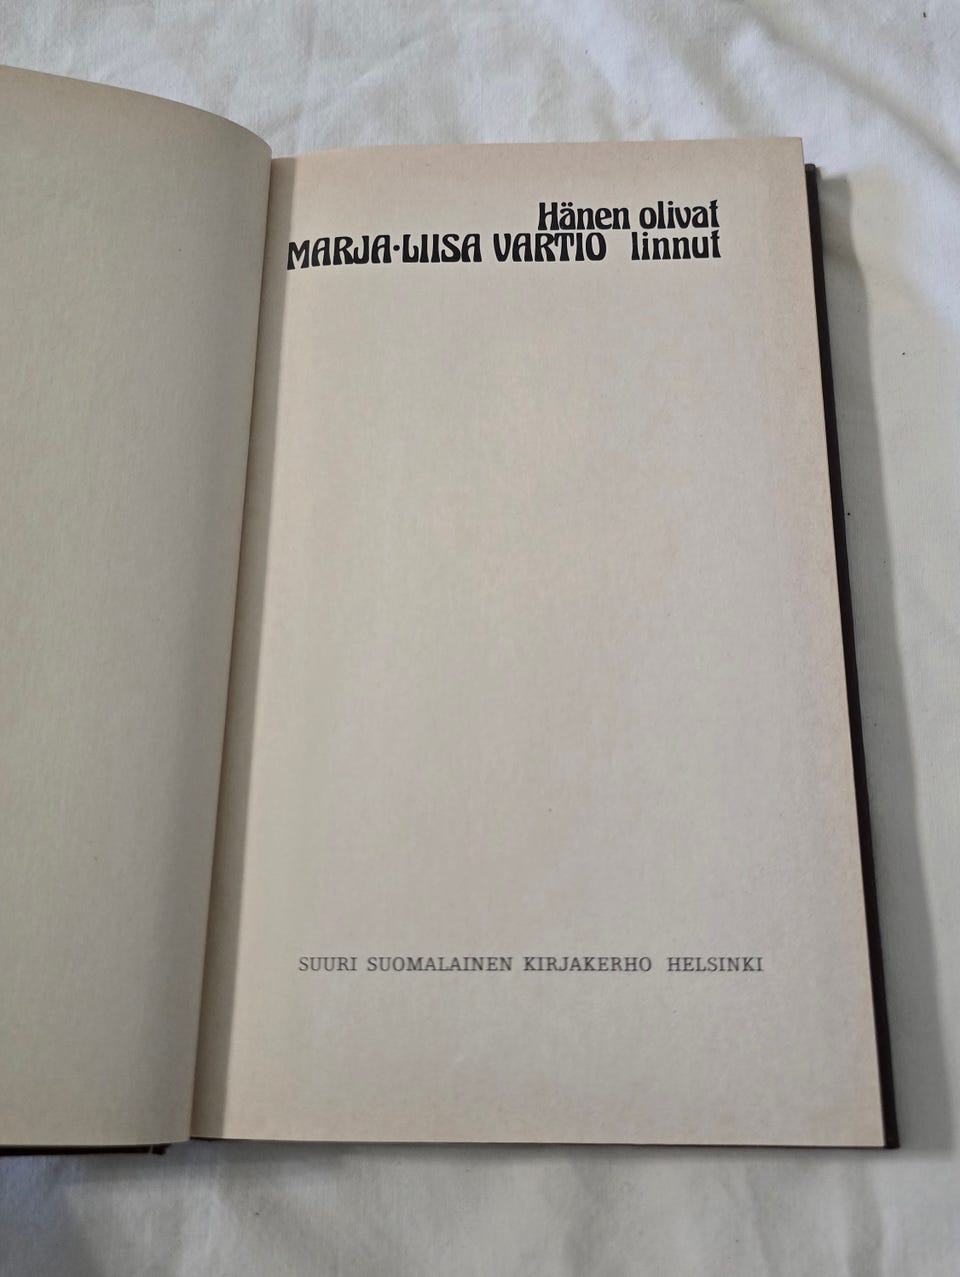 Hänen olivat
MARJA-LIISA VARTIO linnut
SUURI SUOMALAINEN KIRJAKERHO HELSINKI